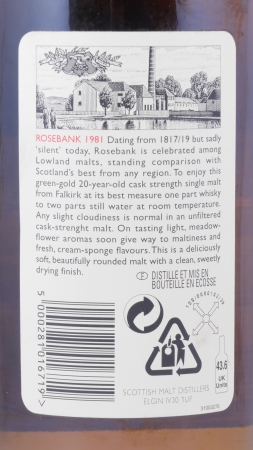 ROSEBANK 1981 Dating from 1817/19 but sadly
'silent' today, Rosebank is celebrated among
Lowland malts, standing comparison with
Scotland's best from any region. To enjoy this
green-gold 20-year-old cask strength single malt
from Falkirk at its best measure one part whisky
to two parts still water at room temperature.
Any slight cloudiness is normal in an unfiltered
cask-strenght malt. On tasting light, meadow-
flower aromas soon give way to maltiness and
fresh, cream-sponge flavours. This is a deliciously
soft, beautifully rounded malt with a clean, sweetly
drying finish.
DISTILLE ET MIS EN
BOUTEILLE EN ECOSSE
5 000281 016719 >
43.6
UK
Units
SCOTTISH MALT DISTILLERS
ELGIN IV30 1UF